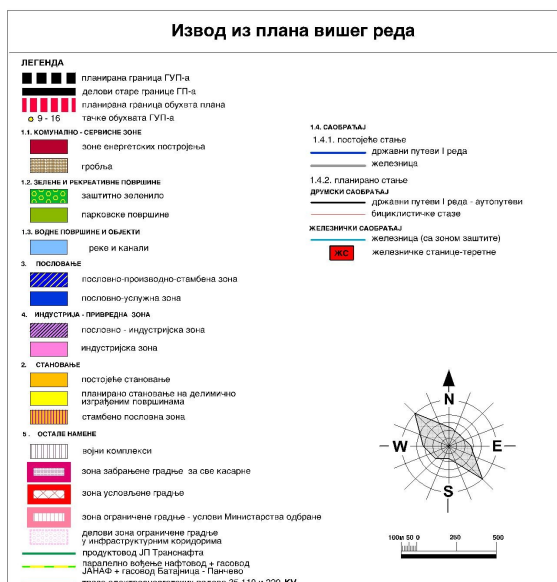 Извод из плана вишег реда
ЛЕГЕНДА
планирана граница ГУП-а
делови старе границе ГП-а
планирана граница обухвата плана
9 - 16 тачке обухвата ГУП-а
1.1. КОМУНАЛНО - СЕРВИСНЕ ЗОНЕ
зоне енергетских постројења
гробља
1.2. ЗЕЛЕНЕ И РЕКРЕАТИВНЕ ПОВРШИНЕ
заштитно зеленило
парковске површине
1.3. ВОДНЕ ПОВРШИНЕ И ОБЈЕКТИ
реке и канали
3. ПОСЛОВАЊЕ
пословно-производно-стамбена зона
пословно-услужна зона
4. ИНДУСТРИЈА - ПРИВРЕДНА ЗОНА
пословно - индустријска зона
индустријска зона
2. СТАНОВАЊЕ
постојеће становање
планирано становање на делимично
изграђеним површинама
стамбено пословна зона
5 . ОСТАЛЕ НАМЕНЕ
војни комплекси
зона забрањене градње за све касарне
зона условљене градње
зона ограничене градње - услови Министарства одбране
делови зона ограничене градње
у инфраструктурним коридорима
продуктовод ЈП Транснафта
паралелно вођење нафтовод + гасовод
ЈАНАФ + гасовод Батајница - Панчево
1.4. САОБРАЋАЈ
1.4.1. постојеће стање
државни путеви I реда
железница
1.4.2. планирано стање
ДРУМСКИ САОБРАЋАЈ
државни путеви I реда - аутопутеви
бициклистичке стазе
ЖЕЛЕЗНИЧКИ САОБРАЋАЈ
железница (са зоном заштите)
ЖС железничке станице-теретне
N
W E
S
100м 50 0 250 500